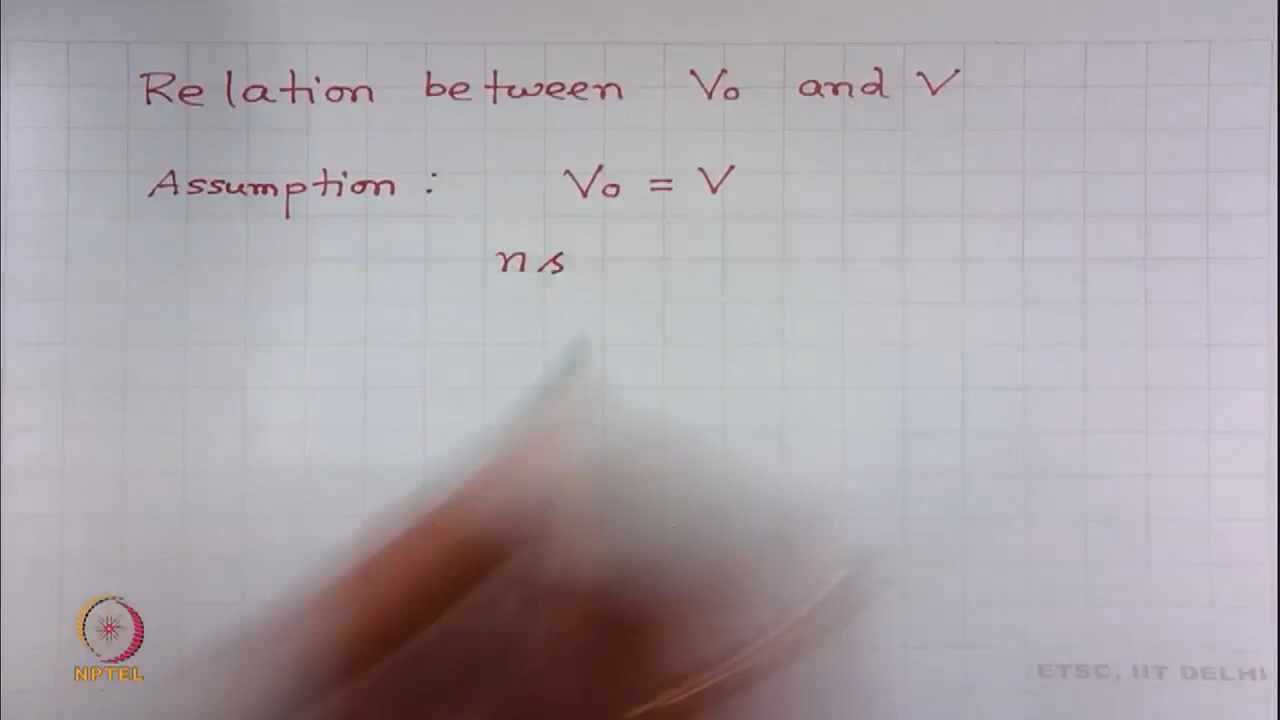 Relation between V₀ and V
Assumption : V₀ = V
ns
NPTEL
ETSC, IIT DELHI